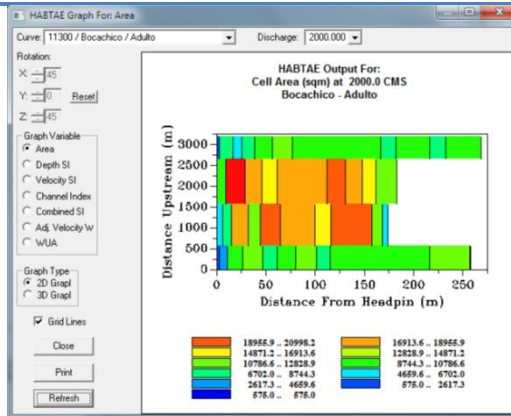 HABTAE Graph For: Area
Curve: 11300 / Bocachico / Adulto
Discharge: 2000.000
Rotation:
X: 45
Y: 0
Reset
Z: 45
Graph Variable
Area
Depth SI
Velocity SI
Channel Index
Combined SI
Adj. Velocity W
WUA
Graph Type
2D Grapl
3D Grapl
Grid Lines
Close
Print
Refresh
HABTAE Output For:
Cell Area (sqm) at 2000.0 CMS
Bocachico - Adulto
Distance Upstream (m)
3000
2500
2000
1500
1000
500
0
0 50 100 150 200 250
Distance From Headpin (m)
18955.9 .. 20998.2 16913.6 .. 18955.9
14871.2 .. 16913.6 12828.9 .. 14871.2
10786.6 .. 12828.9 8744.3 .. 10786.6
6702.0 .. 8744.3 4659.6 .. 6702.0
2617.3 .. 4659.6 575.0 .. 2617.3
575.0 .. 575.0